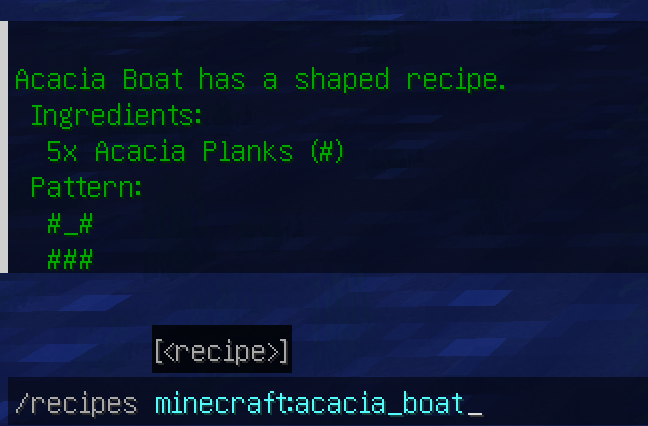 Acacia Boat has a shaped recipe.
Ingredients:
5x Acacia Planks (#)
Pattern:
#_#
###
[<recipe>]
/recipes minecraft:acacia_boat_